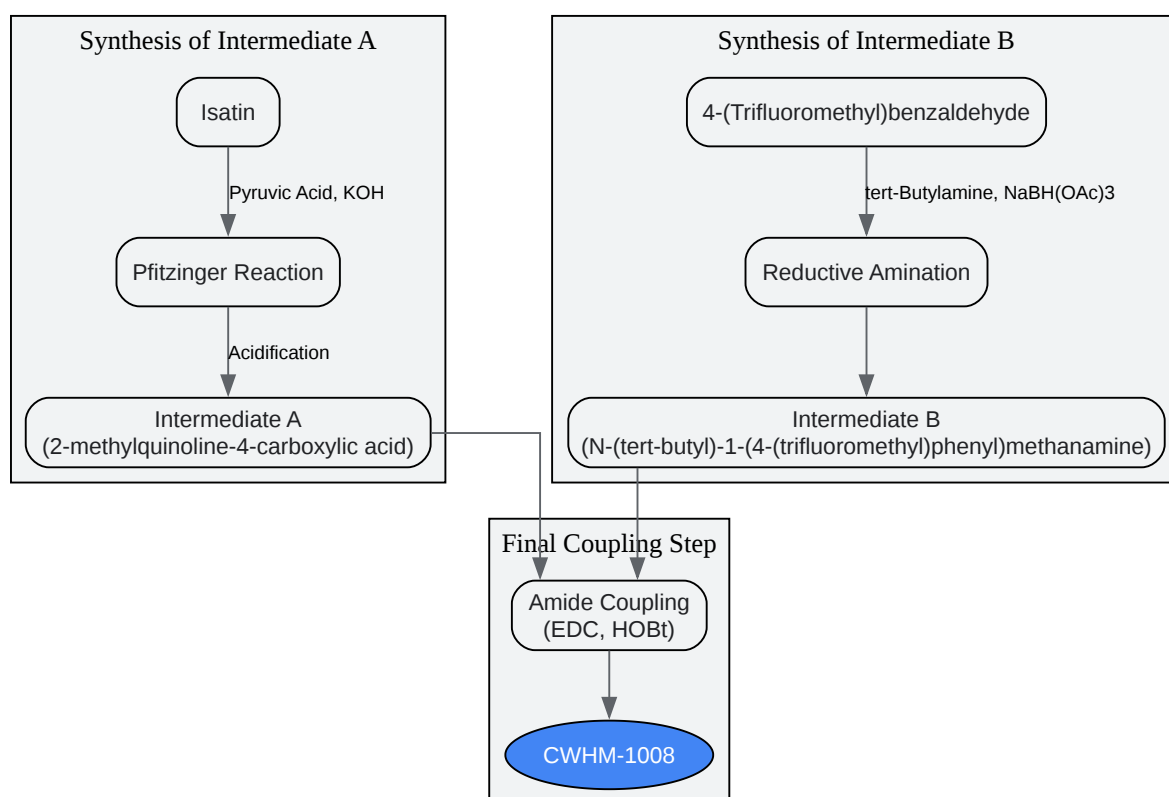 Synthesis of Intermediate A
Isatin
Pyruvic Acid, KOH
Pfitzinger Reaction
Acidification
Intermediate A
(2-methylquinoline-4-carboxylic acid)
Synthesis of Intermediate B
4-(Trifluoromethyl)benzaldehyde
tert-Butylamine, NaBH(OAc)3
Reductive Amination
Intermediate B
(N-(tert-butyl)-1-(4-(trifluoromethyl)phenyl)methanamine)
Final Coupling Step
Amide Coupling
(EDC, HOBt)
CWHM-1008